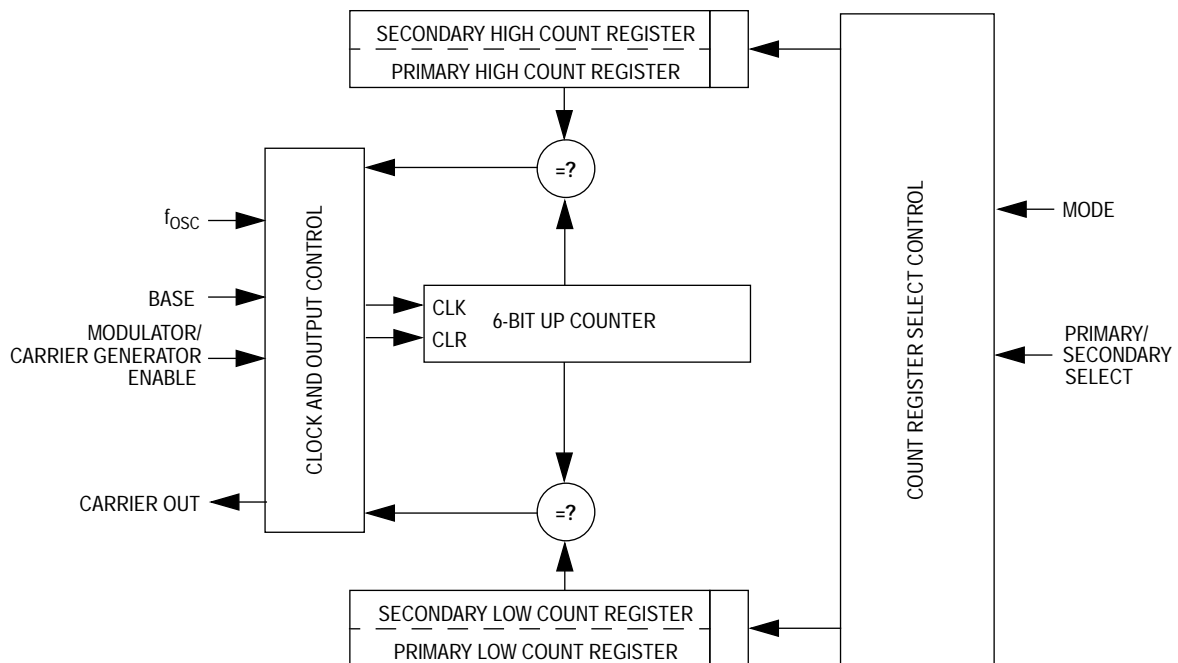 SECONDARY HIGH COUNT REGISTER
PRIMARY HIGH COUNT REGISTER
=?
fOSC
BASE
MODULATOR/
CARRIER GENERATOR
ENABLE
CARRIER OUT
CLOCK AND OUTPUT CONTROL
CLK
CLR
6-BIT UP COUNTER
=?
SECONDARY LOW COUNT REGISTER
PRIMARY LOW COUNT REGISTER
COUNT REGISTER SELECT CONTROL
MODE
PRIMARY/
SECONDARY
SELECT